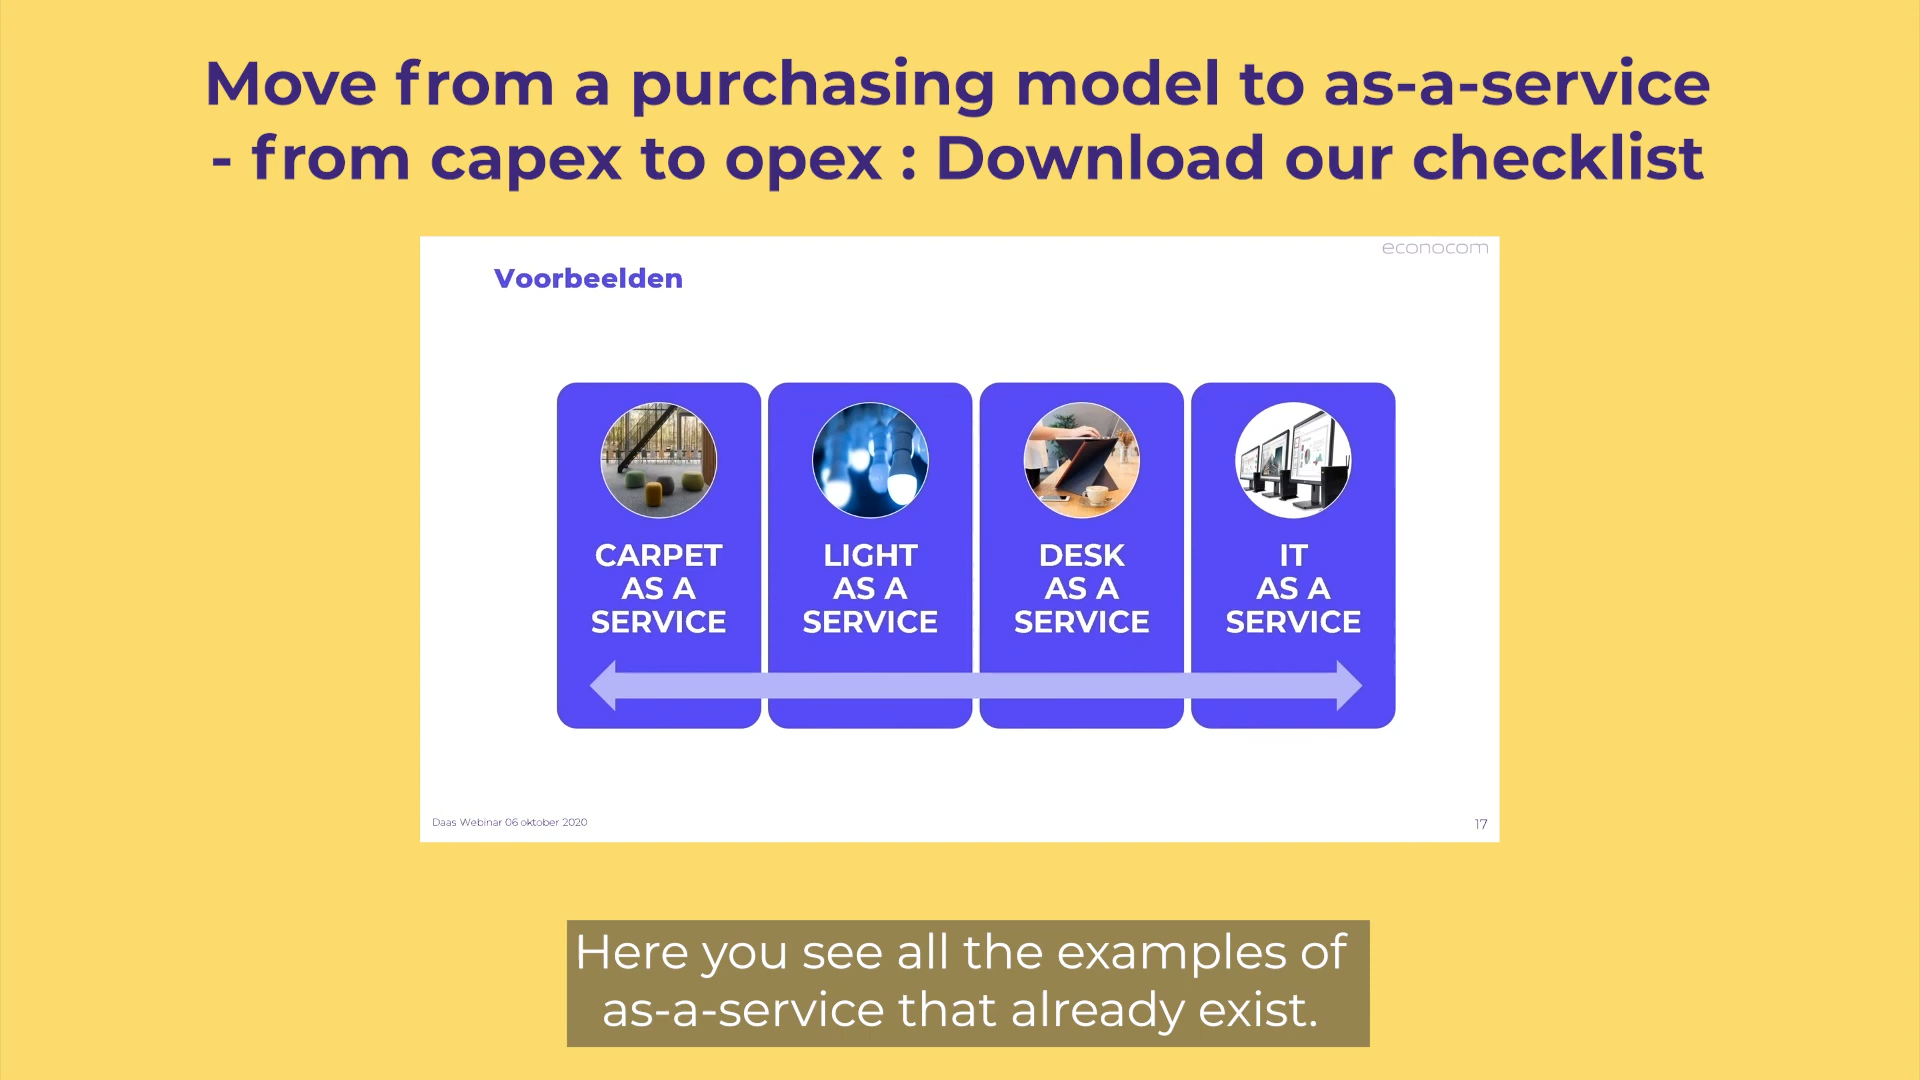 Move from a purchasing model to as-a-service
- from capex to opex : Download our checklist
econocom
Voorbeelden
CARPET
AS A
SERVICE
LIGHT
AS A
SERVICE
DESK
AS A
SERVICE
IT
AS A
SERVICE
Daas Webinar 06 oktober 2020
17
Here you see all the examples of
as-a-service that already exist.